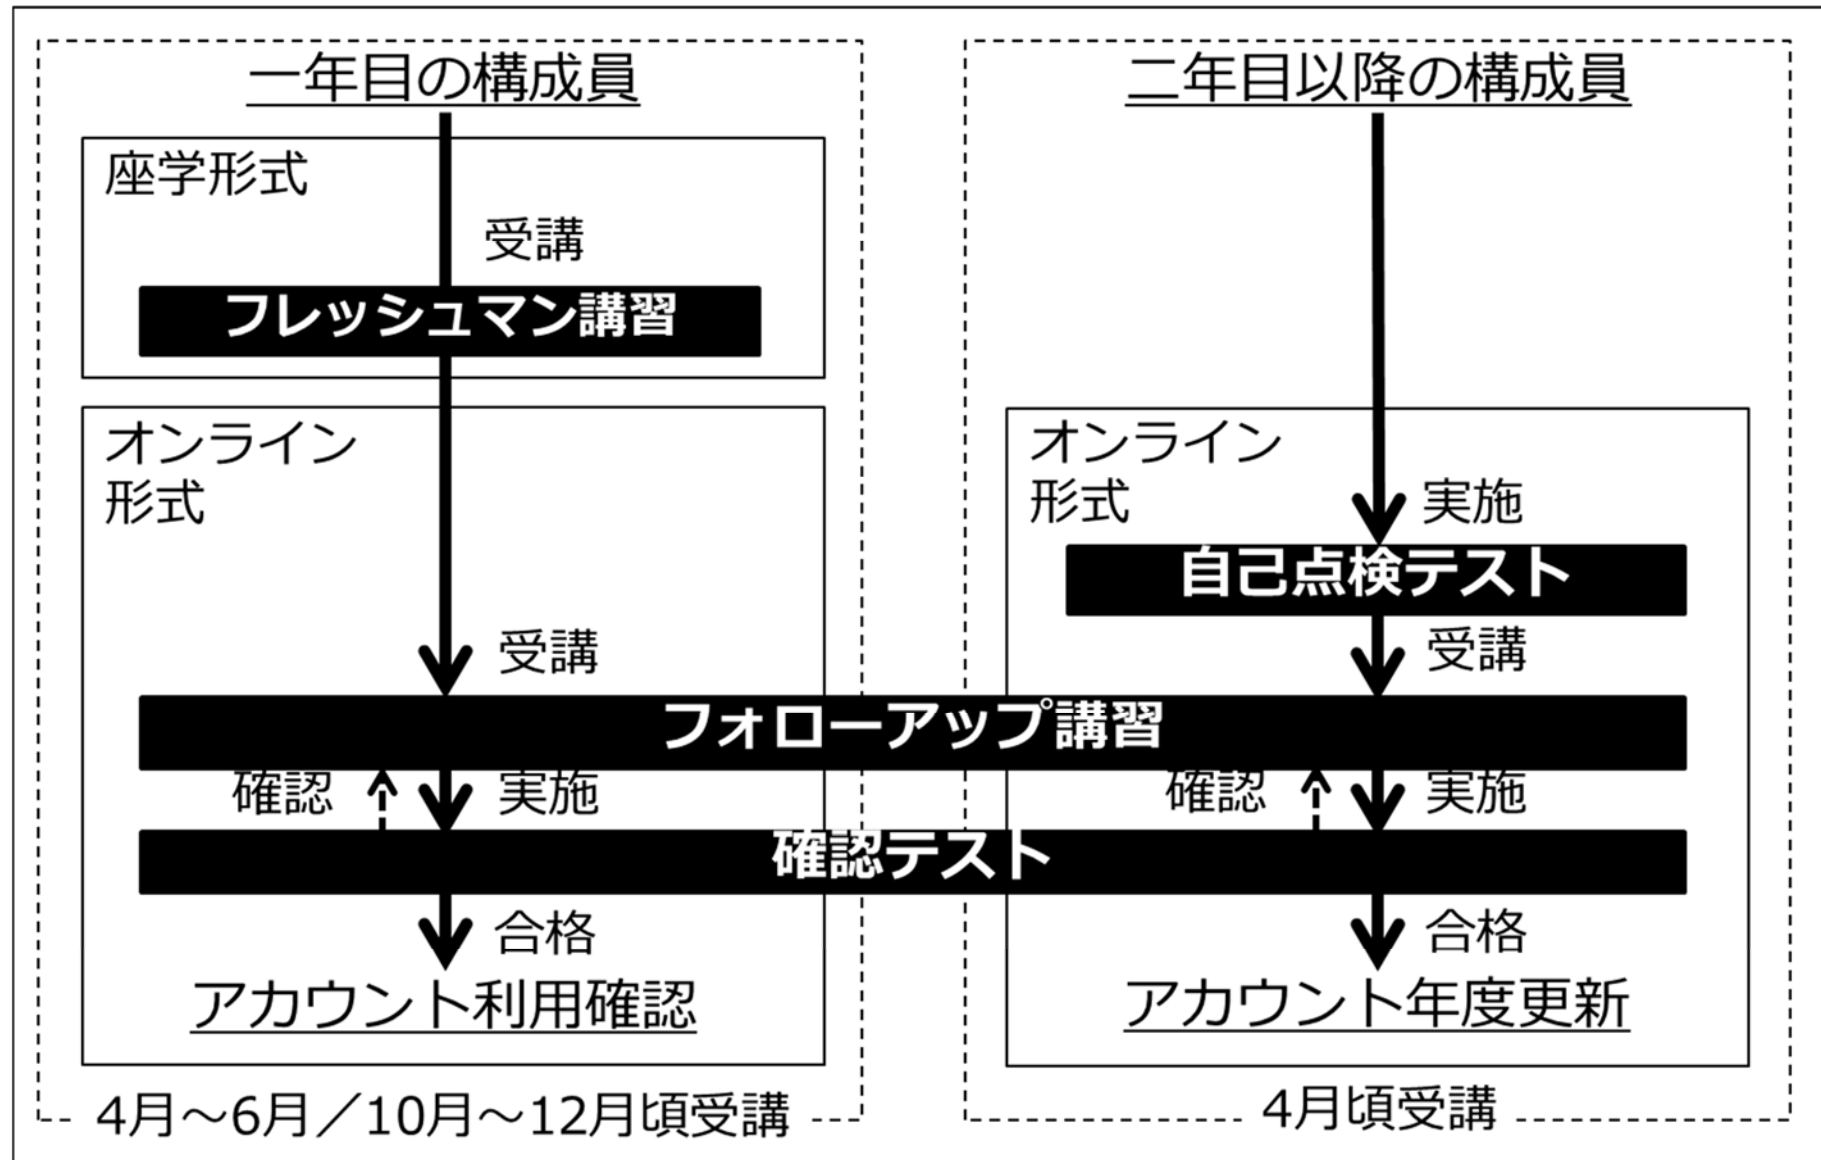 一年目の構成員
座学形式
受講
フレッシュマン講習
オンライン
形式
受講
二年目以降の構成員
オンライン
形式
実施
自己点検テスト
受講
フォローアップ講習
確認
実施
確認
実施
確認テスト
合格
アカウント利用確認
合格
アカウント年度更新
4月～6月／10月～12月頃受講
4月頃受講